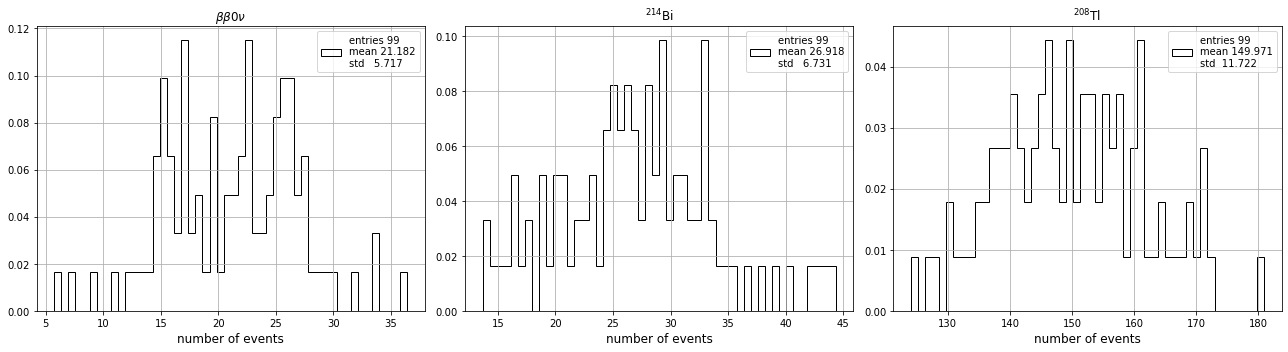 ββ0ν
0.12
0.10
0.08
0.06
0.04
0.02
0.00
5 10 15 20 25 30 35
number of events
entries 99
mean 21.182
std 5.717
²¹⁴Bi
0.10
0.08
0.06
0.04
0.02
0.00
15 20 25 30 35 40 45
number of events
entries 99
mean 26.918
std 6.731
²⁰⁸Tl
0.04
0.03
0.02
0.01
0.00
130 140 150 160 170 180
number of events
entries 99
mean 149.971
std 11.722